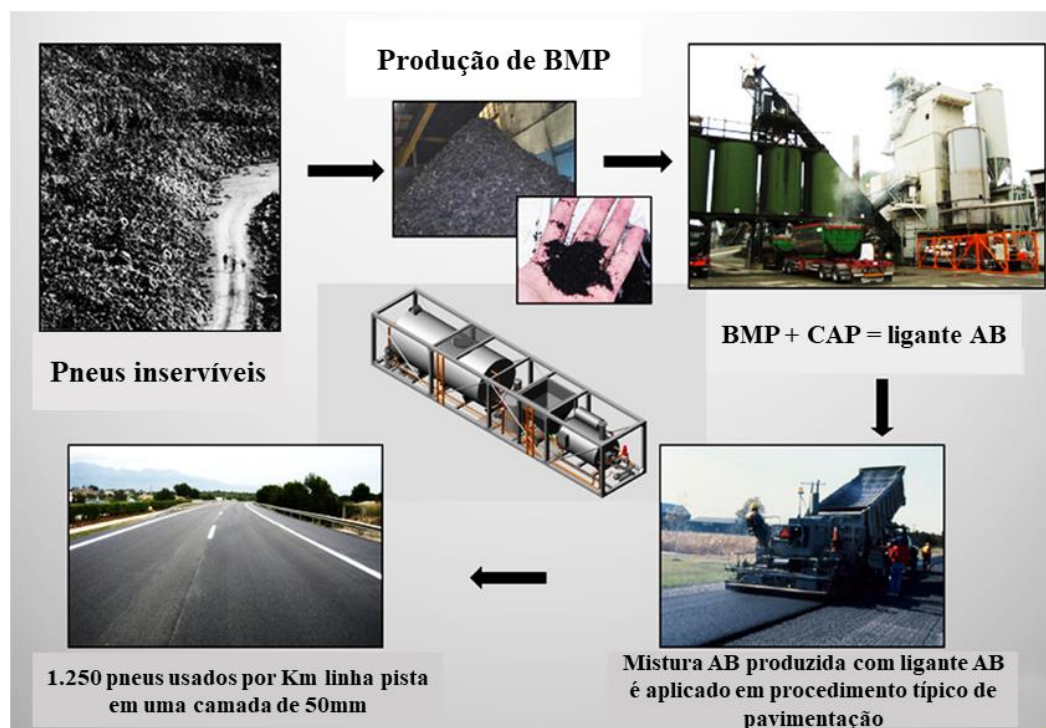 Produção de BMP
Pneus inservíveis
BMP + CAP = ligante AB
1.250 pneus usados por Km linha pista
em uma camada de 50mm
Mistura AB produzida com ligante AB
é aplicado em procedimento típico de
pavimentação